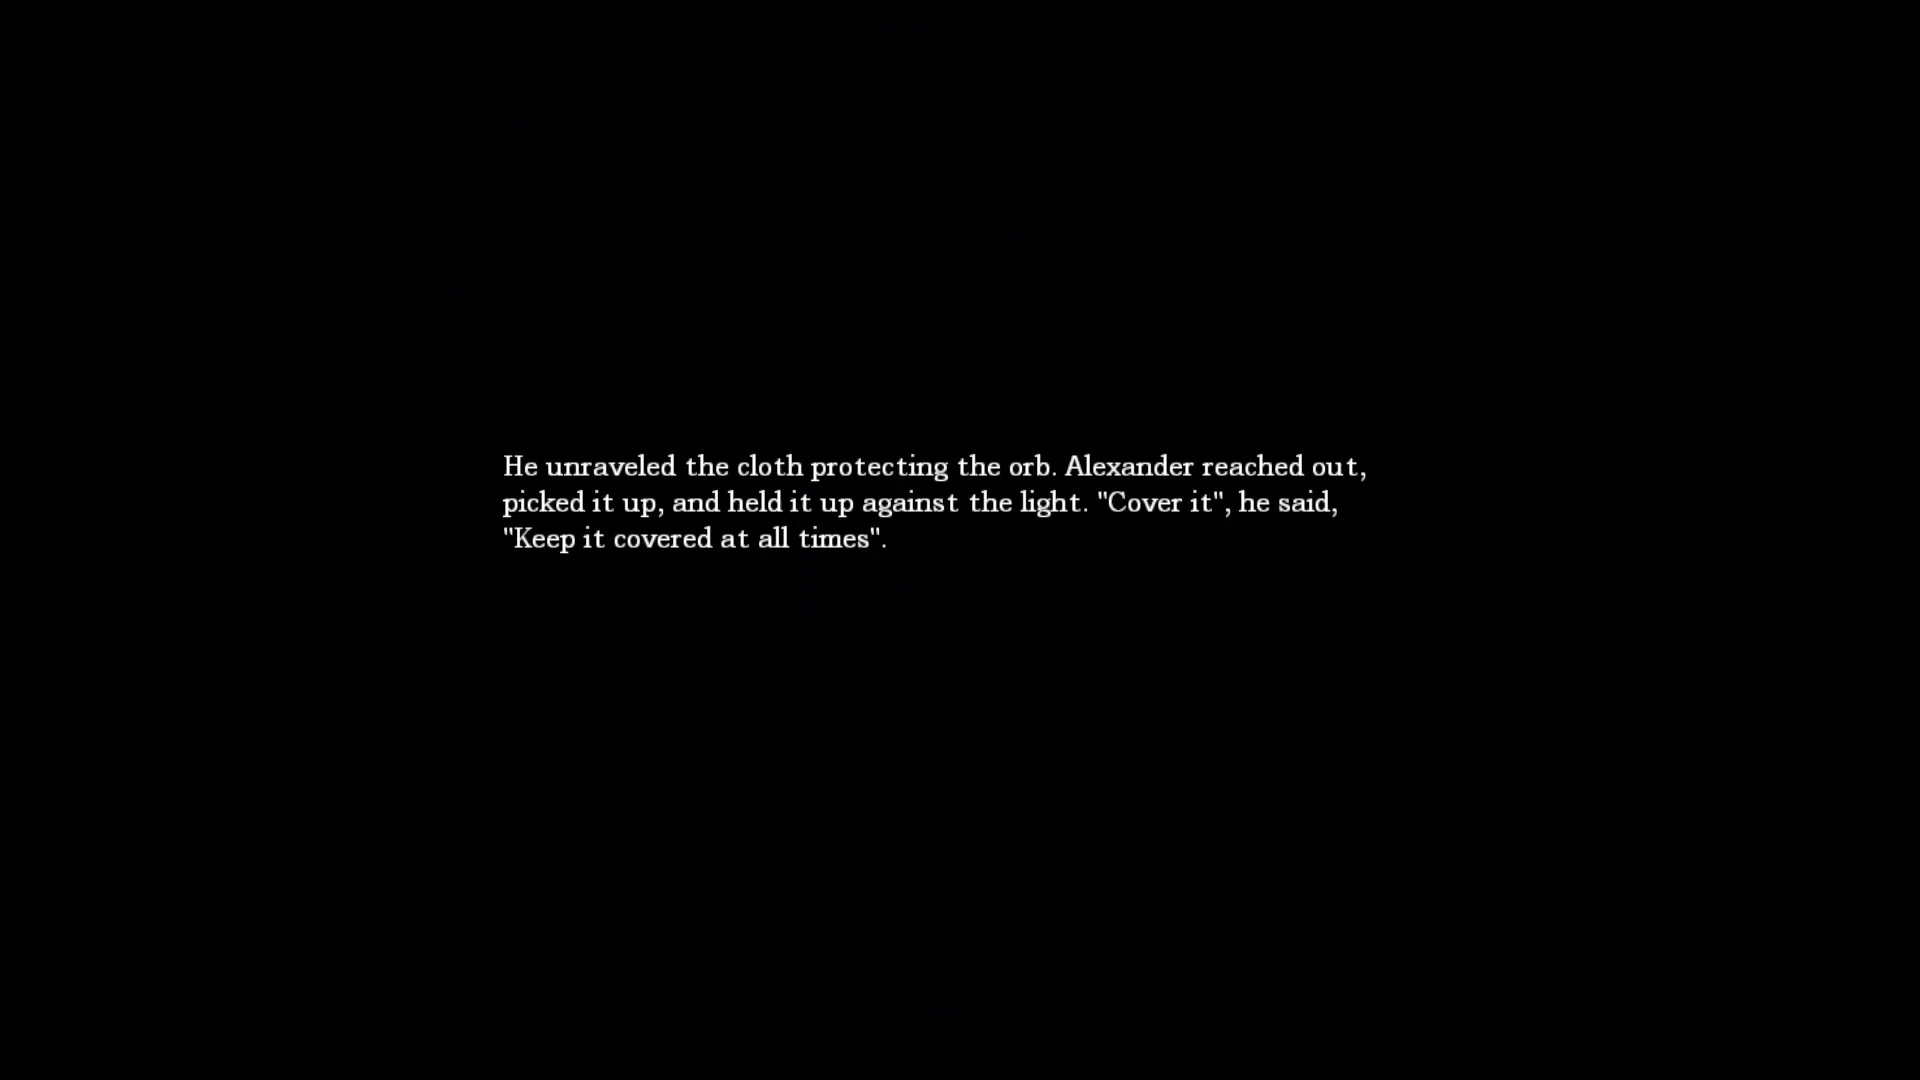 He unraveled the cloth protecting the orb. Alexander reached out,
picked it up, and held it up against the light. "Cover it", he said,
"Keep it covered at all times".